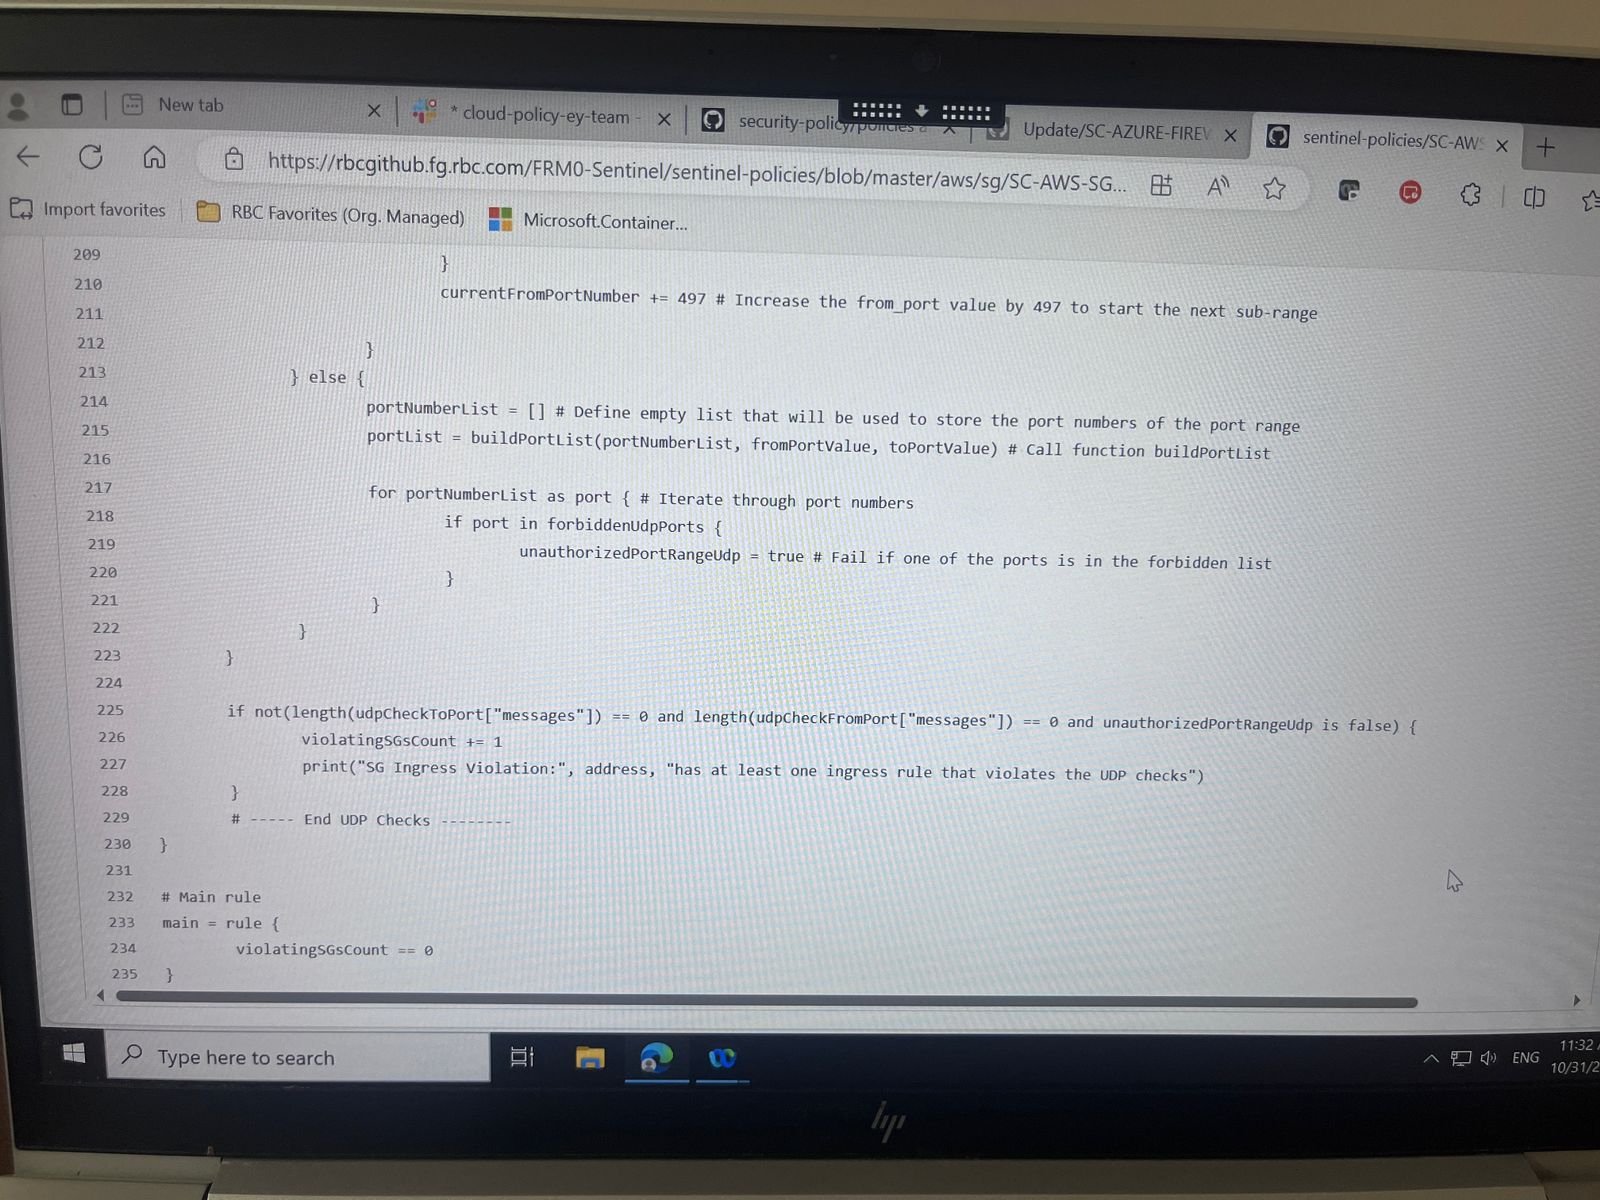 New tab
* cloud-policy-ey-team -
security-policy/policies a
Update/SC-AZURE-FIREV
sentinel-policies/SC-AWS
https://rbcgithub.fg.rbc.com/FRM0-Sentinel/sentinel-policies/blob/master/aws/sg/SC-AWS-SG...
Import favorites
RBC Favorites (Org. Managed)
Microsoft.Container...
209 }
210 currentFromPortNumber += 497 # Increase the from_port value by 497 to start the next sub-range
211
212 }
213 } else {
214 portNumberList = [] # Define empty list that will be used to store the port numbers of the port range
215 portList = buildPortList(portNumberList, fromPortValue, toPortValue) # Call function buildPortList
216
217 for portNumberList as port { # Iterate through port numbers
218 if port in forbiddenUdpPorts {
219 unauthorizedPortRangeUdp = true # Fail if one of the ports is in the forbidden list
220 }
221 }
222 }
223 }
224
225 if not(length(udpCheckToPort["messages"]) == 0 and length(udpCheckFromPort["messages"]) == 0 and unauthorizedPortRangeUdp is false) {
226 violatingSGsCount += 1
227 print("SG Ingress Violation:", address, "has at least one ingress rule that violates the UDP checks")
228 }
229 # ----- End UDP Checks --------
230 }
231
232 # Main rule
233 main = rule {
234 violatingSGsCount == 0
235 }
Type here to search
ENG
11:32
10/31/2
hp